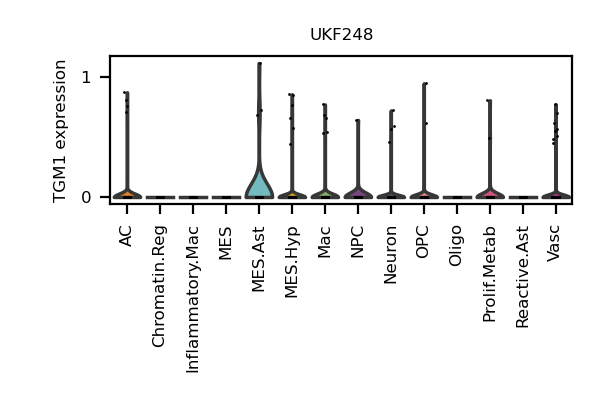 UKF248
TGM1 expression
1
0
AC
Chromatin.Reg
Inflammatory.Mac
MES
MES.Ast
MES.Hyp
Mac
NPC
Neuron
OPC
Oligo
Prolif.Metab
Reactive.Ast
Vasc